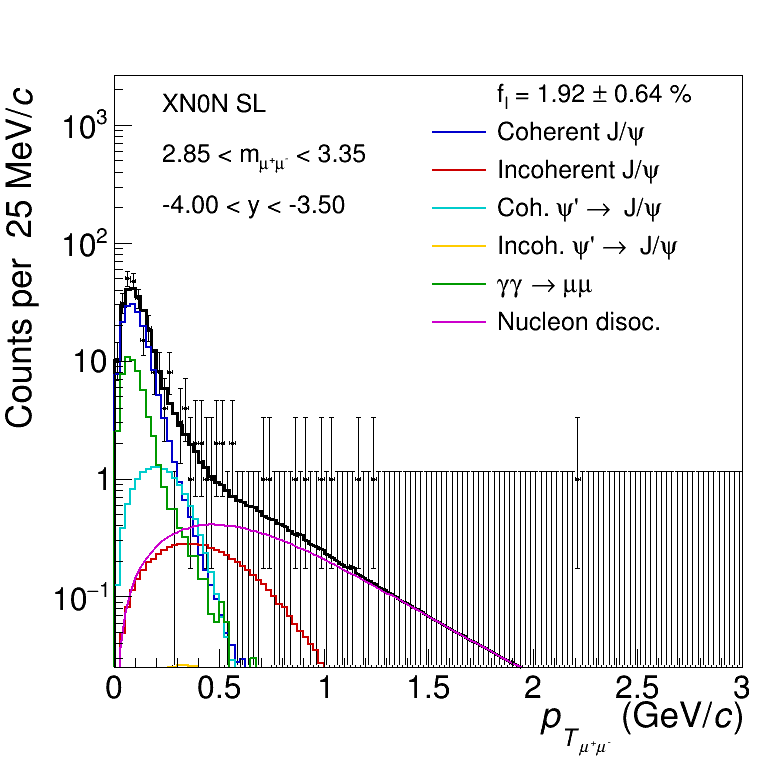 XN0N SL
2.85 < mμ⁺μ⁻ < 3.35
-4.00 < y < -3.50
fI = 1.92 ± 0.64 %
Coherent J/ψ
Incoherent J/ψ
Coh. ψ' → J/ψ
Incoh. ψ' → J/ψ
γγ → μμ
Nucleon disoc.
Counts per 25 MeV/c
10³
10²
10
1
10⁻¹
0 0.5 1 1.5 2 2.5 3
pT μ⁺μ⁻ (GeV/c)